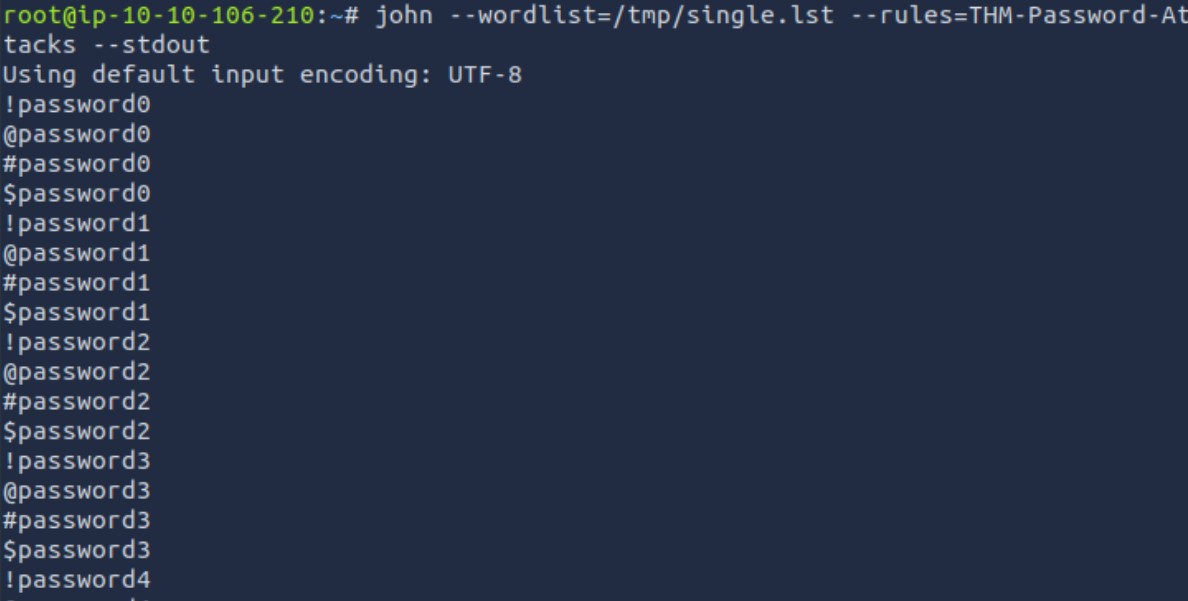 root@ip-10-10-106-210:~# john --wordlist=/tmp/single.lst --rules=THM-Password-At
tacks --stdout
Using default input encoding: UTF-8
!password0
@password0
#password0
$password0
!password1
@password1
#password1
$password1
!password2
@password2
#password2
$password2
!password3
@password3
#password3
$password3
!password4